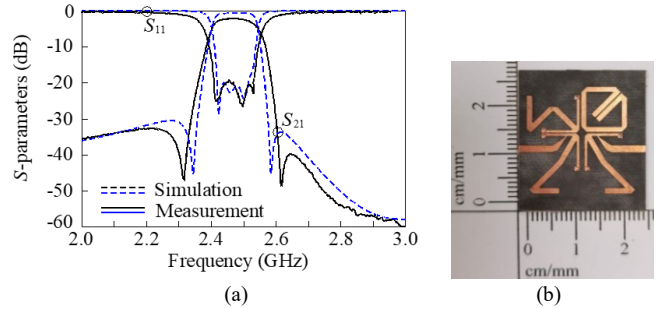 0
-10
-20
-30
-40
-50
-60
S-parameters (dB)
S11
S21
Simulation
Measurement
2.0 2.2 2.4 2.6 2.8 3.0
Frequency (GHz)
(a)
2
1
0
cm/mm
0 1 2
cm/mm
(b)